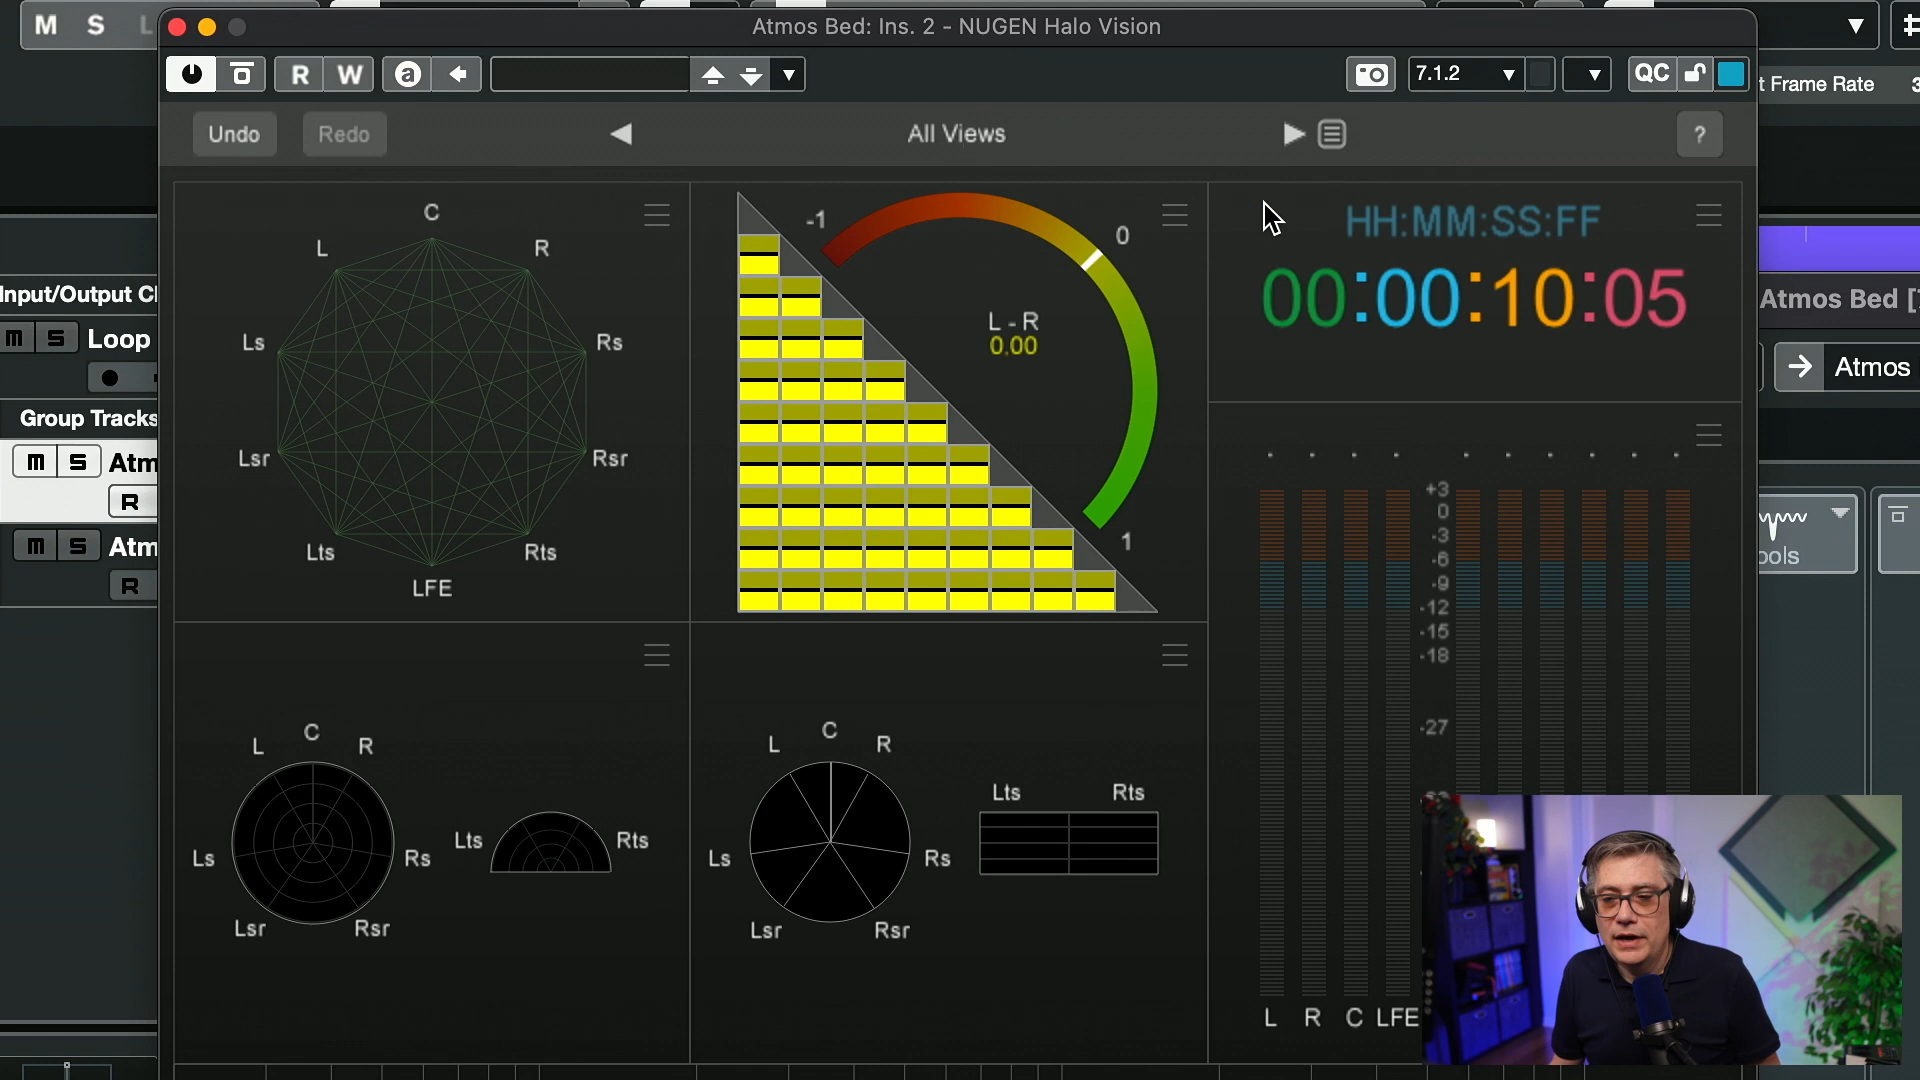 M S L
Atmos Bed: Ins. 2 - NUGEN Halo Vision
R W a 7.1.2 QC
t Frame Rate 3
Undo Redo All Views ?
C
L R
Ls Rs
Lsr Rsr
Lts Rts
LFE
-1 0
L - R
0.00
1
HH:MM:SS:FF
00:00:10:05
+3
0
-3
-6
-9
-12
-15
-18
-27
L R C LFE
C
L R
Ls Rs
Lsr Rsr
Lts Rts
C
L R
Ls Rs
Lsr Rsr
Lts Rts
Input/Output C
M S Loop
Group Tracks
M S Atm
R
M S Atm
R
Atmos Bed [
Atmos
ools